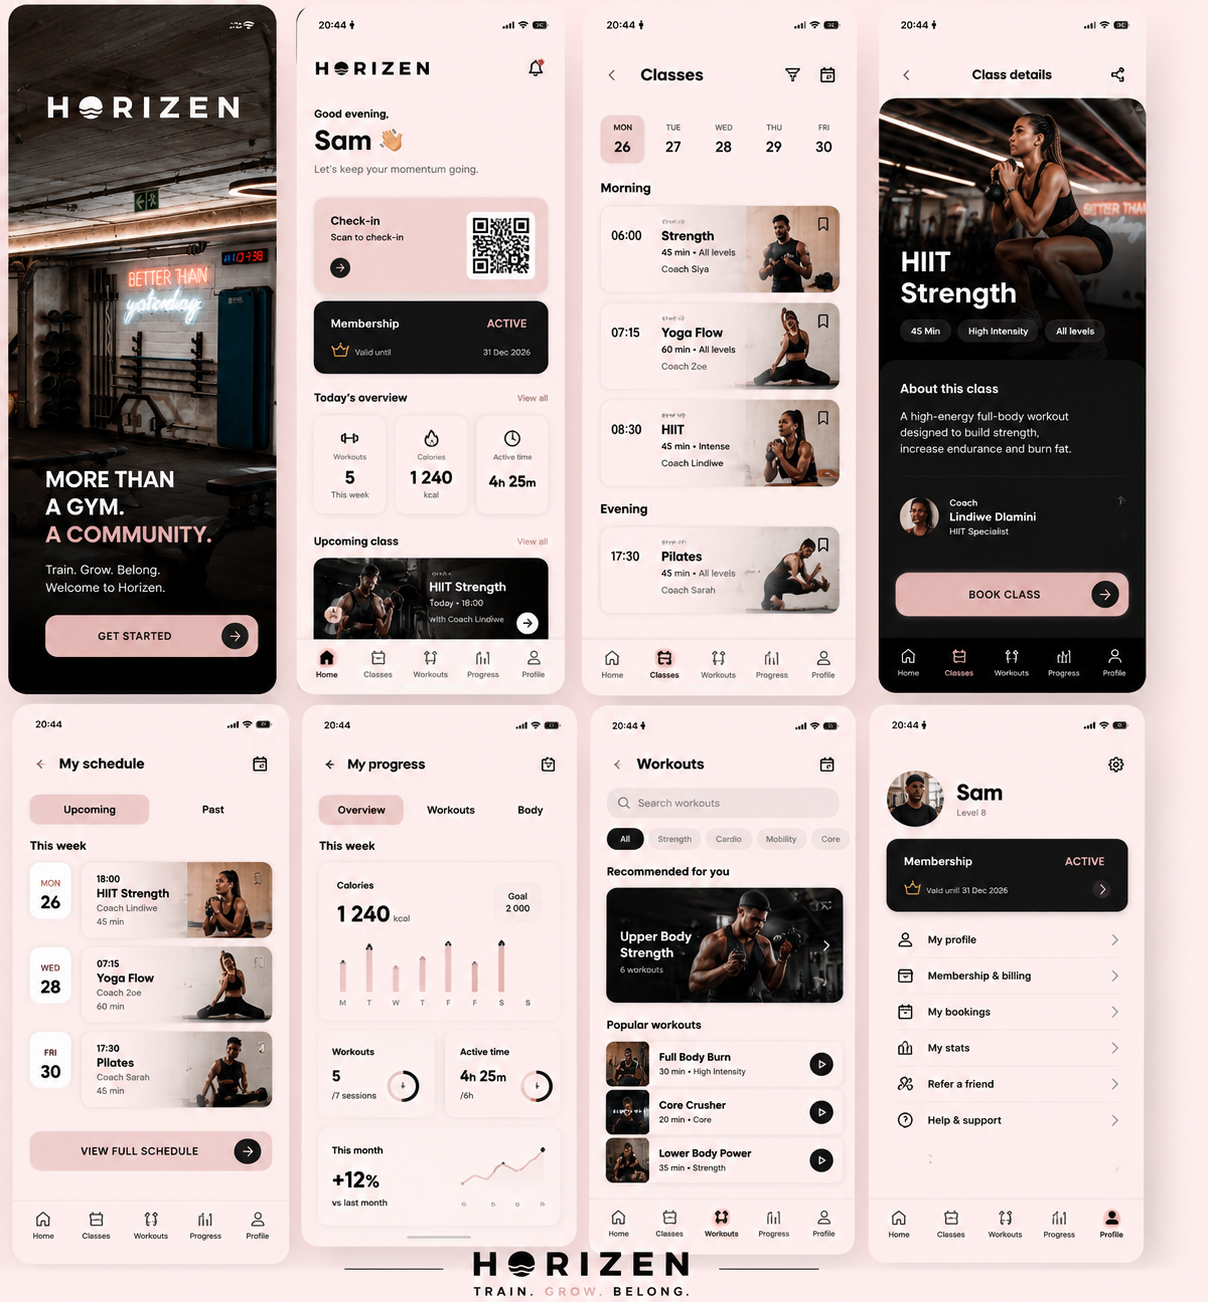 HORIZEN
BETTER THAN
yesterday
MORE THAN
A GYM.
A COMMUNITY.
Train. Grow. Belong.
Welcome to Horizen.
GET STARTED
20:44
HORIZEN
Good evening,
Sam 👋
Let's keep your momentum going.
Check-in
Scan to check-in
Membership
ACTIVE
Valid until
31 Dec 2026
Today's overview
View all
Workouts
5
This week
Calories
1 240
kcal
Active time
4h 25m
Upcoming class
View all
HIIT Strength
Today • 18:00
with Coach Lindiwe
Home
Classes
Workouts
Progress
Profile
20:44
Classes
MON
26
TUE
27
WED
28
THU
29
FRI
30
Morning
06:00
Strength
45 min • All levels
Coach Siya
07:15
Yoga Flow
60 min • All levels
Coach Zoe
08:30
HIIT
45 min • Intense
Coach Lindiwe
Evening
17:30
Pilates
45 min • All levels
Coach Sarah
Home
Classes
Workouts
Progress
Profile
20:44
Class details
BETTER THAN
HIIT
Strength
45 Min
High Intensity
All levels
About this class
A high-energy full-body workout
designed to build strength,
increase endurance and burn fat.
Coach
Lindiwe Dlamini
HIIT Specialist
BOOK CLASS
Home
Classes
Workouts
Progress
Profile
20:44
My schedule
Upcoming
Past
This week
MON
26
18:00
HIIT Strength
Coach Lindiwe
45 min
WED
28
07:15
Yoga Flow
Coach 2oe
60 min
FRI
30
17:30
Pilates
Coach Sarah
45 min
VIEW FULL SCHEDULE
Home
Classes
Workouts
Progress
Profile
20:44
My progress
Overview
Workouts
Body
This week
Calories
1 240 kcal
Goal
2 000
M T W T F F S S
Workouts
5
/7 sessions
Active time
4h 25m
/6h
This month
+12%
vs last month
20:44
Workouts
Search workouts
All
Strength
Cardio
Mobility
Core
Recommended for you
Upper Body
Strength
6 workouts
Popular workouts
Full Body Burn
30 min • High Intensity
Core Crusher
20 min • Core
Lower Body Power
35 min • Strength
Home
Classes
Workouts
Progress
Profile
20:44
Sam
Level 8
Membership
ACTIVE
Valid until 31 Dec 2026
My profile
Membership & billing
My bookings
My stats
Refer a friend
Help & support
Home
Classes
Workouts
Progress
Profile
HORIZEN
TRAIN. GROW. BELONG.